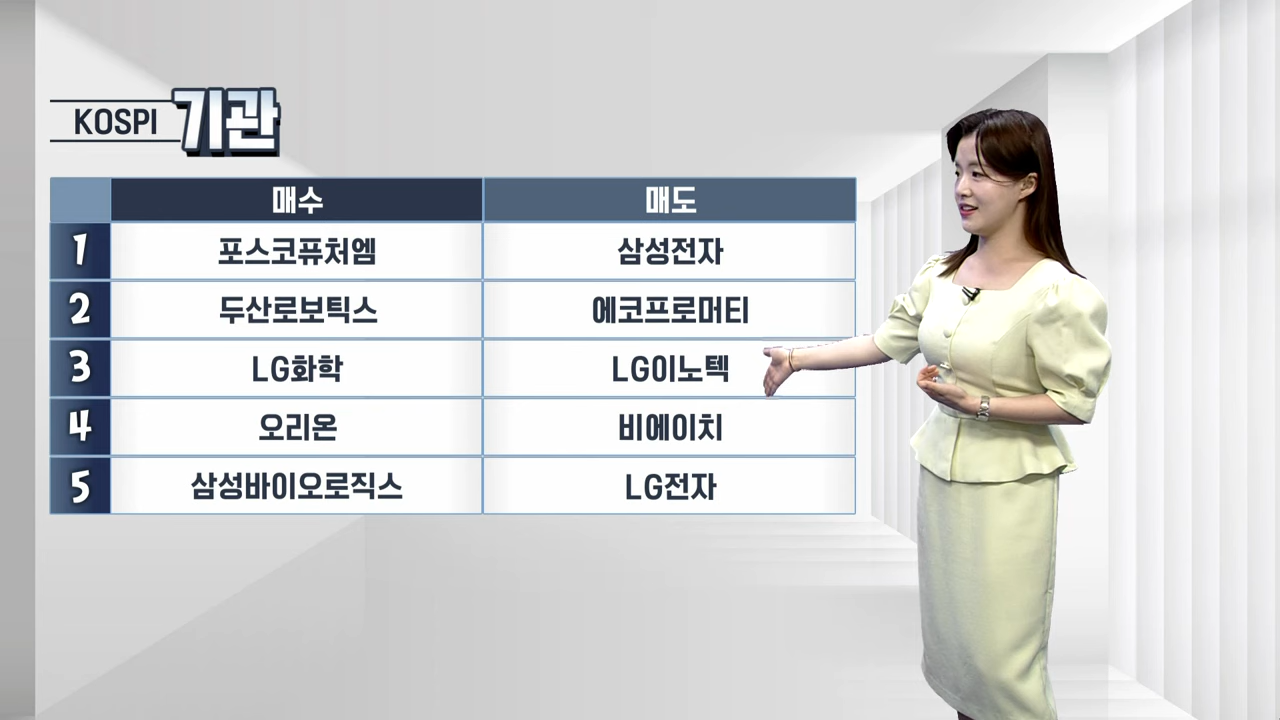 KOSPI 기관
매수 매도
1 포스코퓨처엠 삼성전자
2 두산로보틱스 에코프로머티
3 LG화학 LG이노텍
4 오리온 비에이치
5 삼성바이오로직스 LG전자